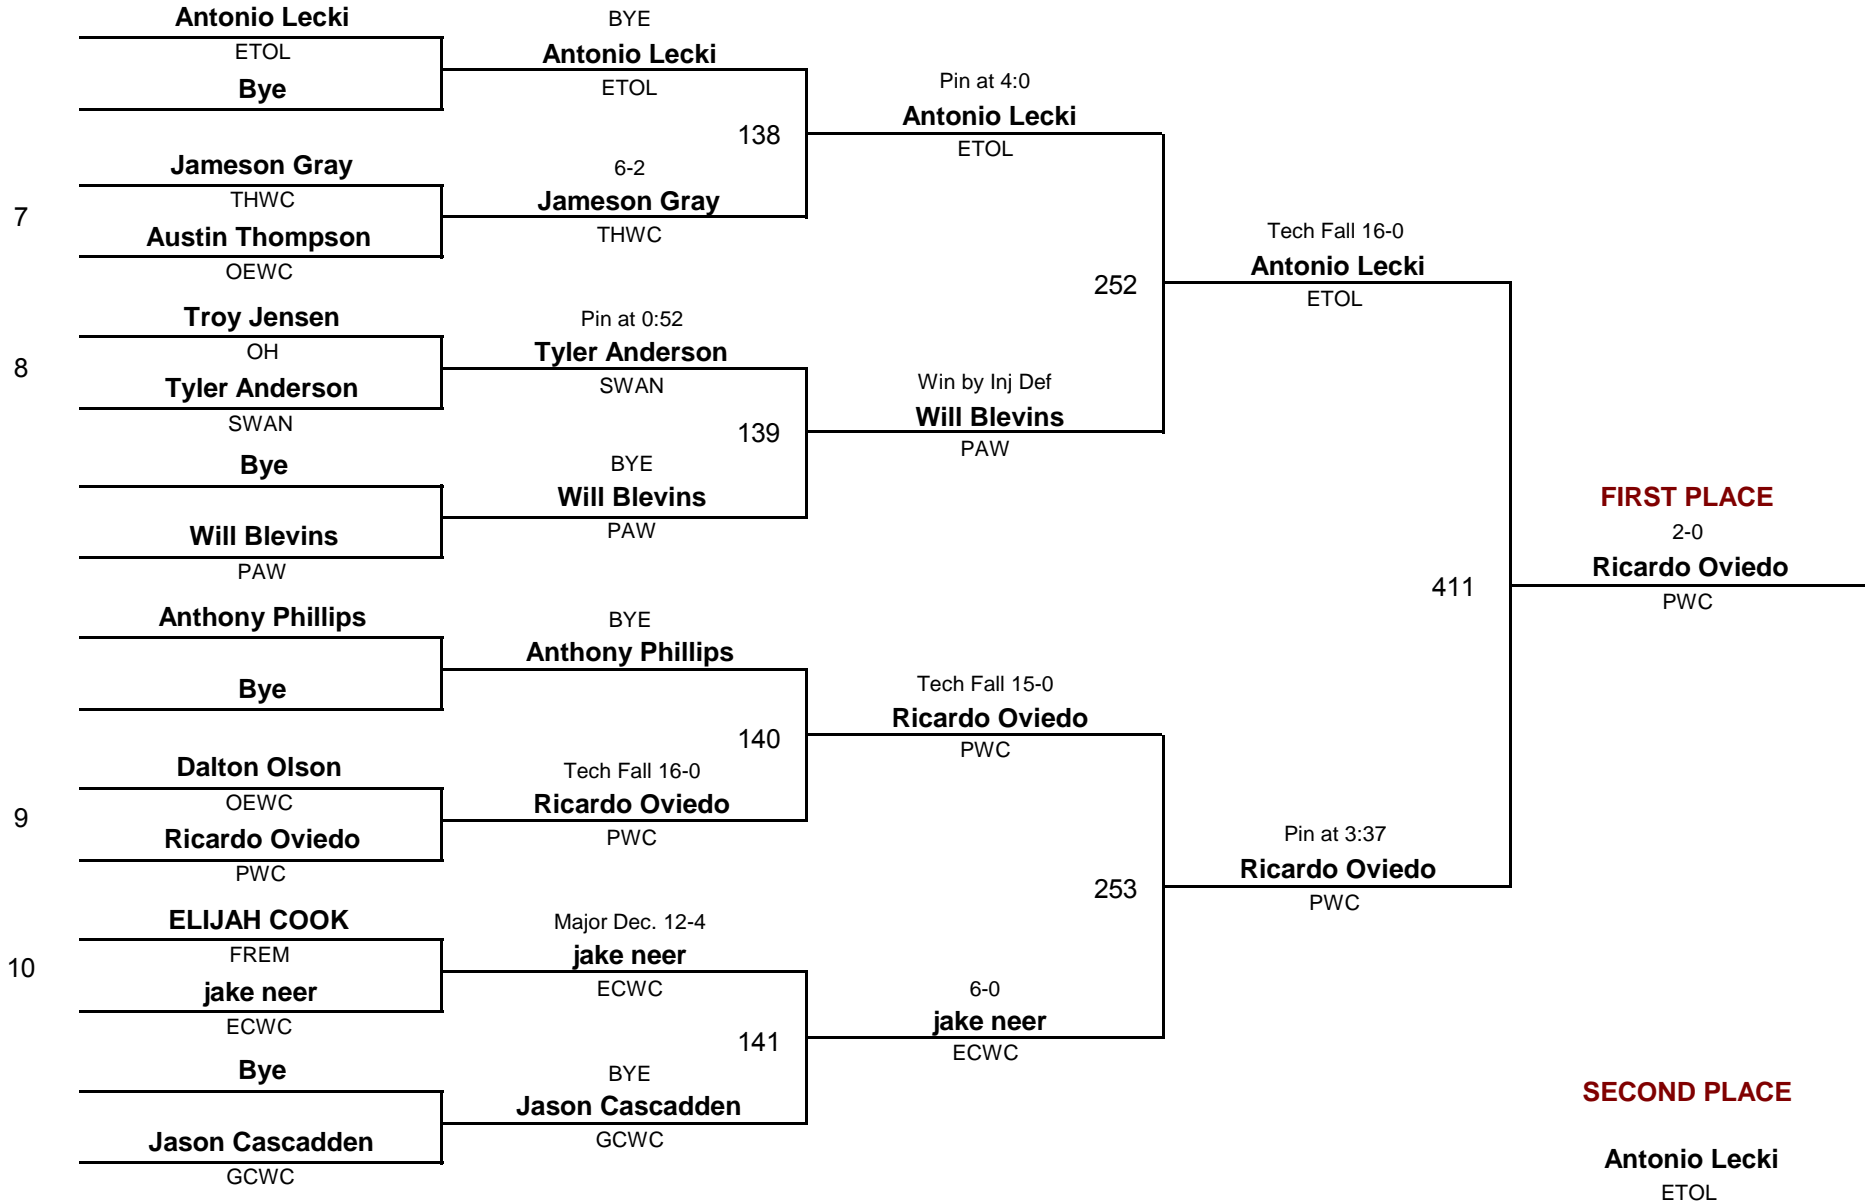 Antonio Lecki
ETOL
Bye
7
Jameson Gray
THWC
Austin Thompson
OEWC
8
Troy Jensen
OH
Tyler Anderson
SWAN
Bye
Will Blevins
PAW
Anthony Phillips
Bye
9
Dalton Olson
OEWC
Ricardo Oviedo
PWC
10
ELIJAH COOK
FREM
jake neer
ECWC
Bye
Jason Cascadden
GCWC
BYE
Antonio Lecki
ETOL
138
6-2
Jameson Gray
THWC
Pin at 0:52
Tyler Anderson
SWAN
139
BYE
Will Blevins
PAW
BYE
Anthony Phillips
140
Tech Fall 16-0
Ricardo Oviedo
PWC
Major Dec. 12-4
jake neer
ECWC
141
BYE
Jason Cascadden
GCWC
Pin at 4:0
Antonio Lecki
ETOL
252
Win by Inj Def
Will Blevins
PAW
Tech Fall 15-0
Ricardo Oviedo
PWC
253
6-0
jake neer
ECWC
Tech Fall 16-0
Antonio Lecki
ETOL
411
Pin at 3:37
Ricardo Oviedo
PWC
FIRST PLACE
2-0
Ricardo Oviedo
PWC
SECOND PLACE
Antonio Lecki
ETOL